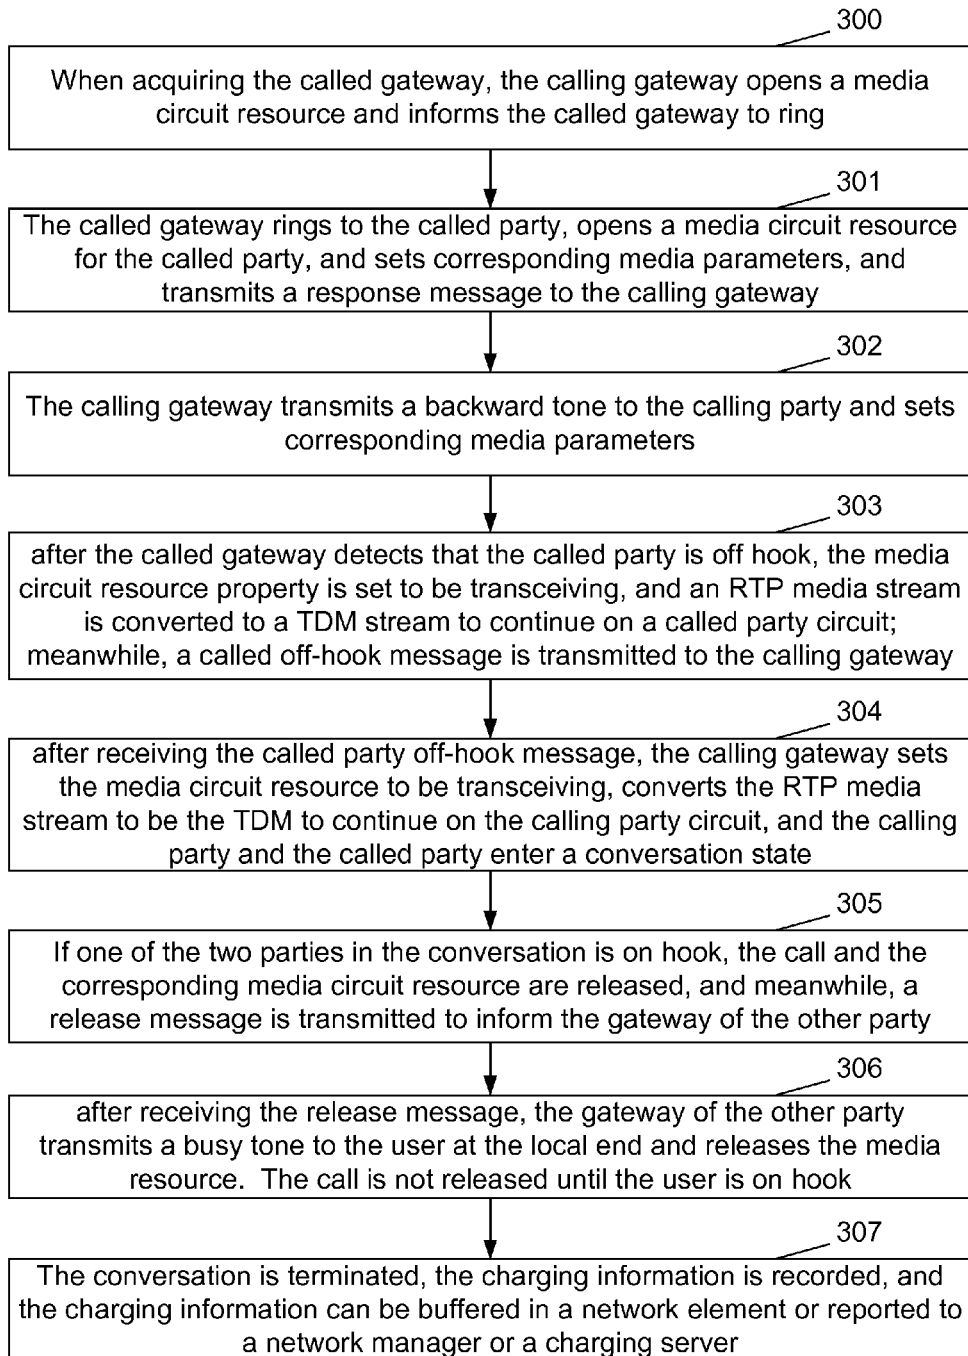 300
When acquiring the called gateway, the calling gateway opens a media
circuit resource and informs the called gateway to ring
301
The called gateway rings to the called party, opens a media circuit resource
for the called party, and sets corresponding media parameters, and
transmits a response message to the calling gateway
302
The calling gateway transmits a backward tone to the calling party and sets
corresponding media parameters
303
after the called gateway detects that the called party is off hook, the media
circuit resource property is set to be transceiving, and an RTP media stream
is converted to a TDM stream to continue on a called party circuit;
meanwhile, a called off-hook message is transmitted to the calling gateway
304
after receiving the called party off-hook message, the calling gateway sets
the media circuit resource to be transceiving, converts the RTP media
stream to be the TDM to continue on the calling party circuit, and the calling
party and the called party enter a conversation state
305
If one of the two parties in the conversation is on hook, the call and the
corresponding media circuit resource are released, and meanwhile, a
release message is transmitted to inform the gateway of the other party
306
after receiving the release message, the gateway of the other party
transmits a busy tone to the user at the local end and releases the media
resource. The call is not released until the user is on hook
307
The conversation is terminated, the charging information is recorded, and
the charging information can be buffered in a network element or reported to
a network manager or a charging server